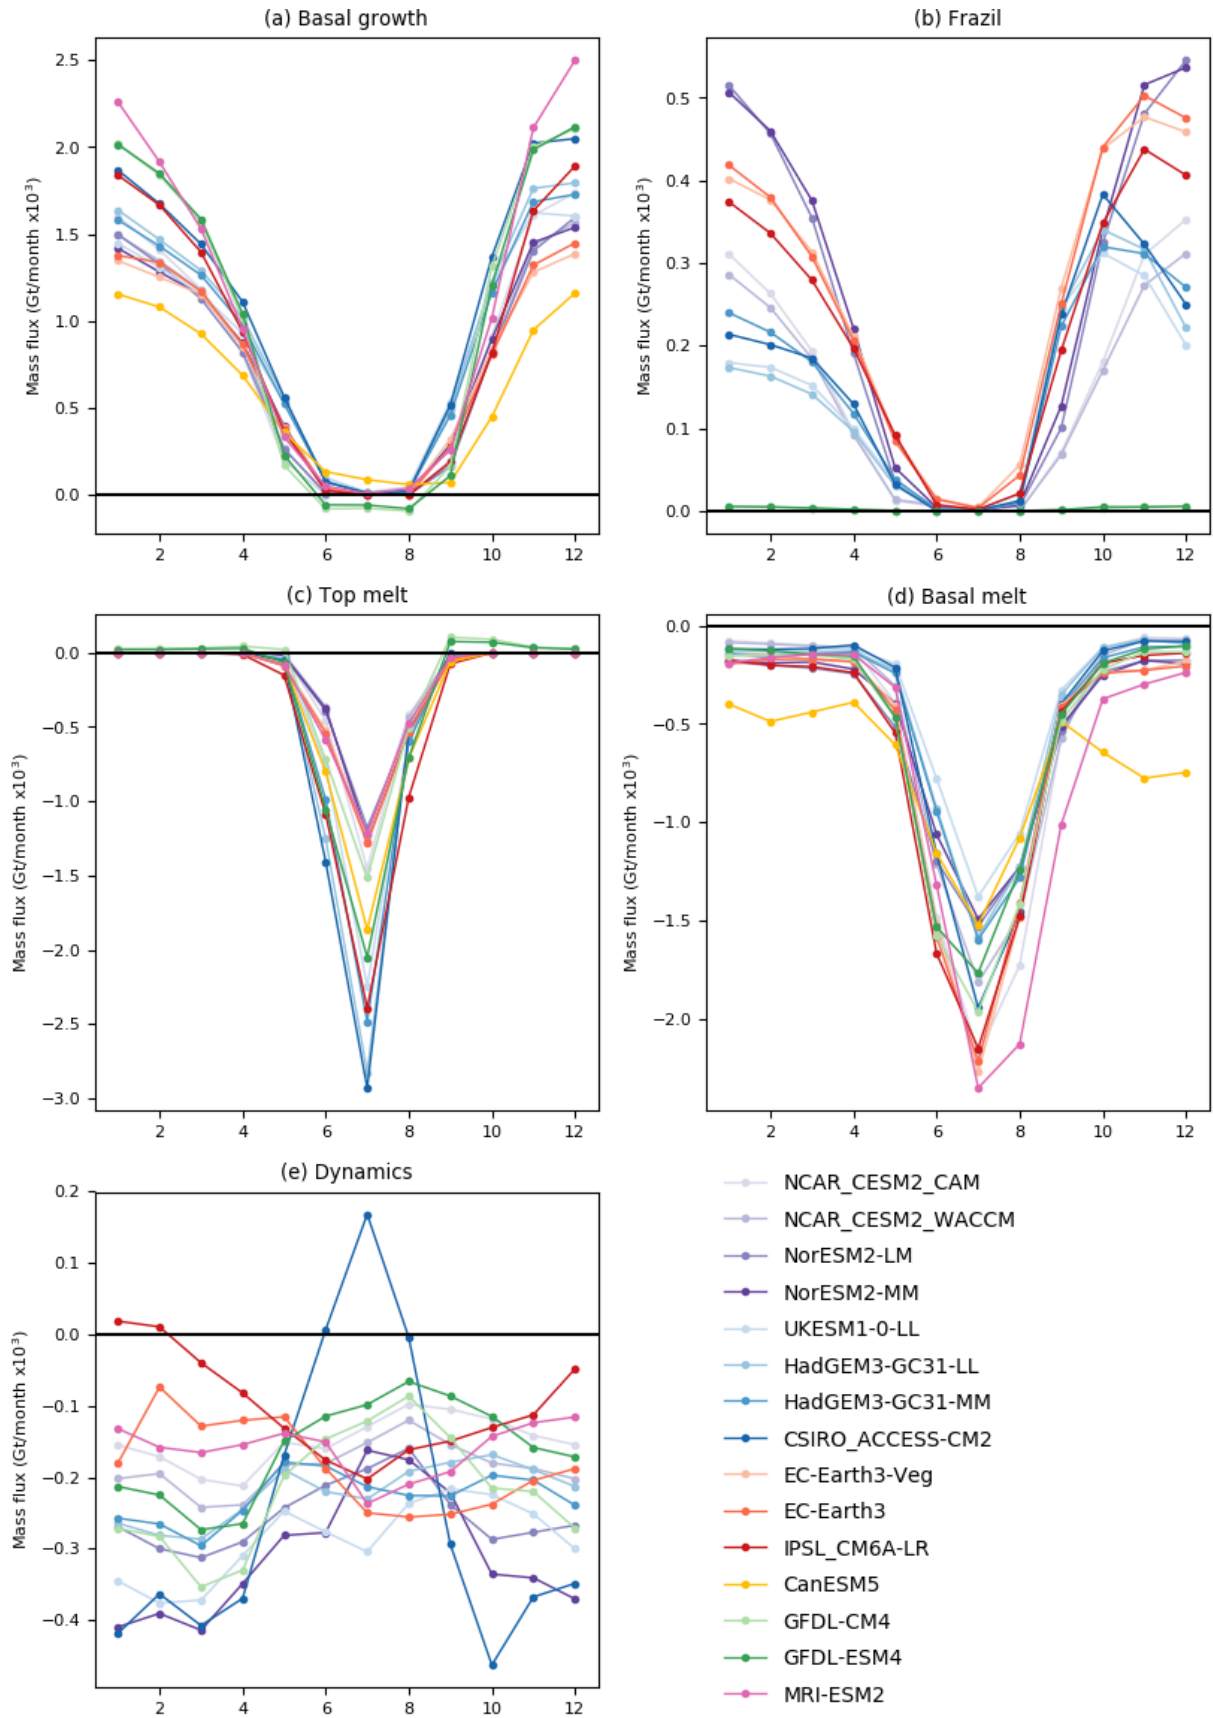 (a) Basal growth
(b) Frazil
Mass flux (Gt/month x10³)
2.5
2.0
1.5
1.0
0.5
0.0
2 4 6 8 10 12
Mass flux (Gt/month x10³)
0.5
0.4
0.3
0.2
0.1
0.0
2 4 6 8 10 12
(c) Top melt
(d) Basal melt
Mass flux (Gt/month x10³)
0.0
−0.5
−1.0
−1.5
−2.0
−2.5
−3.0
2 4 6 8 10 12
Mass flux (Gt/month x10³)
0.0
−0.5
−1.0
−1.5
−2.0
2 4 6 8 10 12
(e) Dynamics
Mass flux (Gt/month x10³)
0.2
0.1
0.0
−0.1
−0.2
−0.3
−0.4
2 4 6 8 10 12
NCAR_CESM2_CAM
NCAR_CESM2_WACCM
NorESM2-LM
NorESM2-MM
UKESM1-0-LL
HadGEM3-GC31-LL
HadGEM3-GC31-MM
CSIRO_ACCESS-CM2
EC-Earth3-Veg
EC-Earth3
IPSL_CM6A-LR
CanESM5
GFDL-CM4
GFDL-ESM4
MRI-ESM2